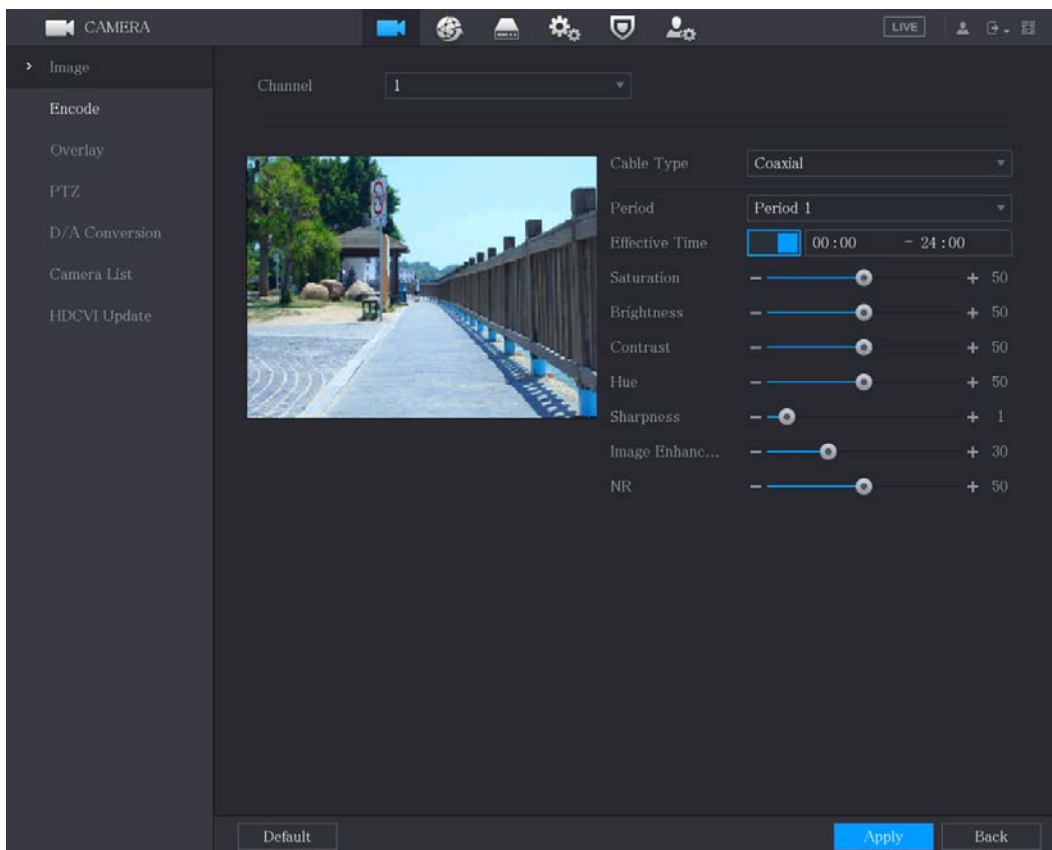 CAMERA LIVE
Image
Encode
Overlay
PTZ
D/A Conversion
Camera List
HDCVI Update
Channel 1
Cable Type Coaxial
Period Period 1
Effective Time 00:00 - 24:00
Saturation 50
Brightness 50
Contrast 50
Hue 50
Sharpness 1
Image Enhanc... 30
NR 50
Default Apply Back